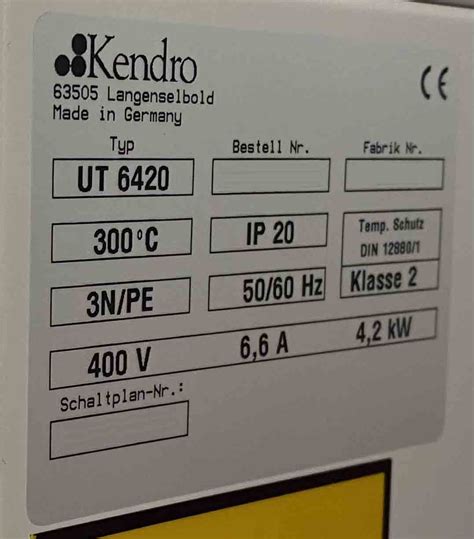 Kendro
63505 Langenselbold
Made in Germany
CE
Typ Bestell Nr. Fabrik Nr.
UT 6420
300°C IP 20 Temp. Schutz
DIN 12880/1
3N/PE 50/60 Hz Klasse 2
400 V 6,6 A 4,2 kW
Schaltplan-Nr.: